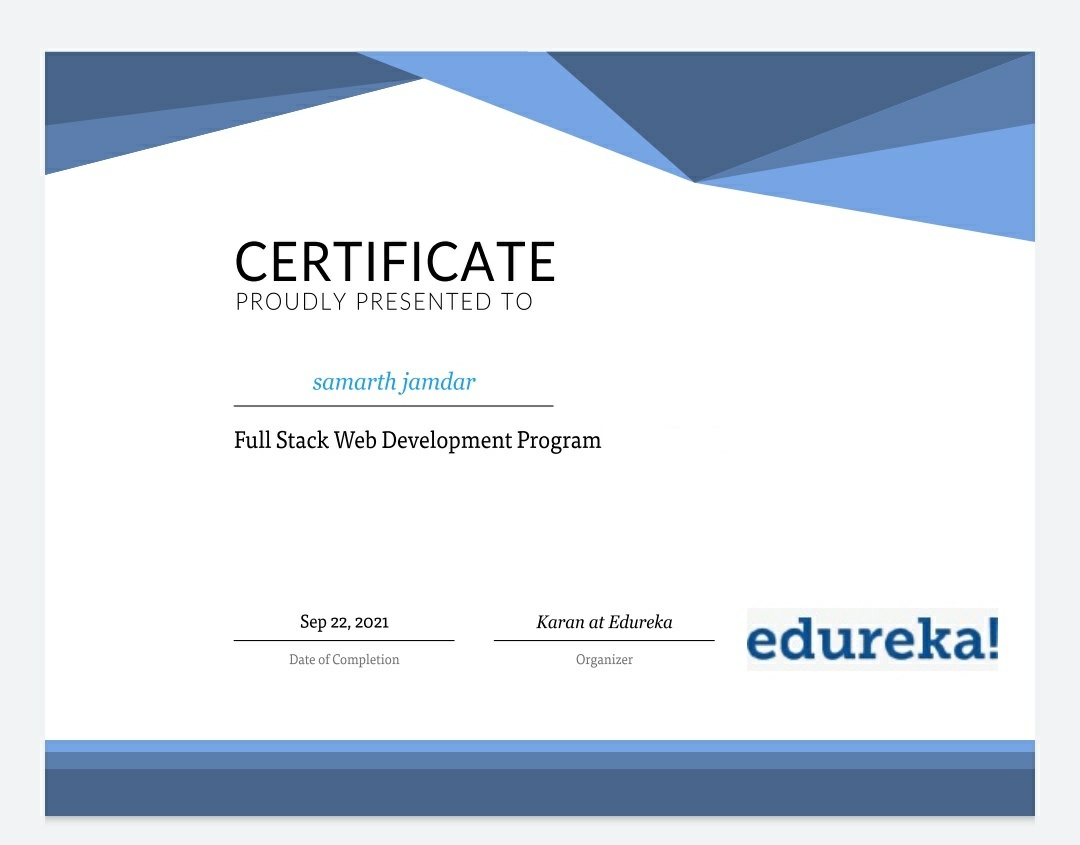 CERTIFICATE
PROUDLY PRESENTED TO
samarth jamdar
Full Stack Web Development Program
Sep 22, 2021
Date of Completion
Karan at Edureka
Organizer
edureka!